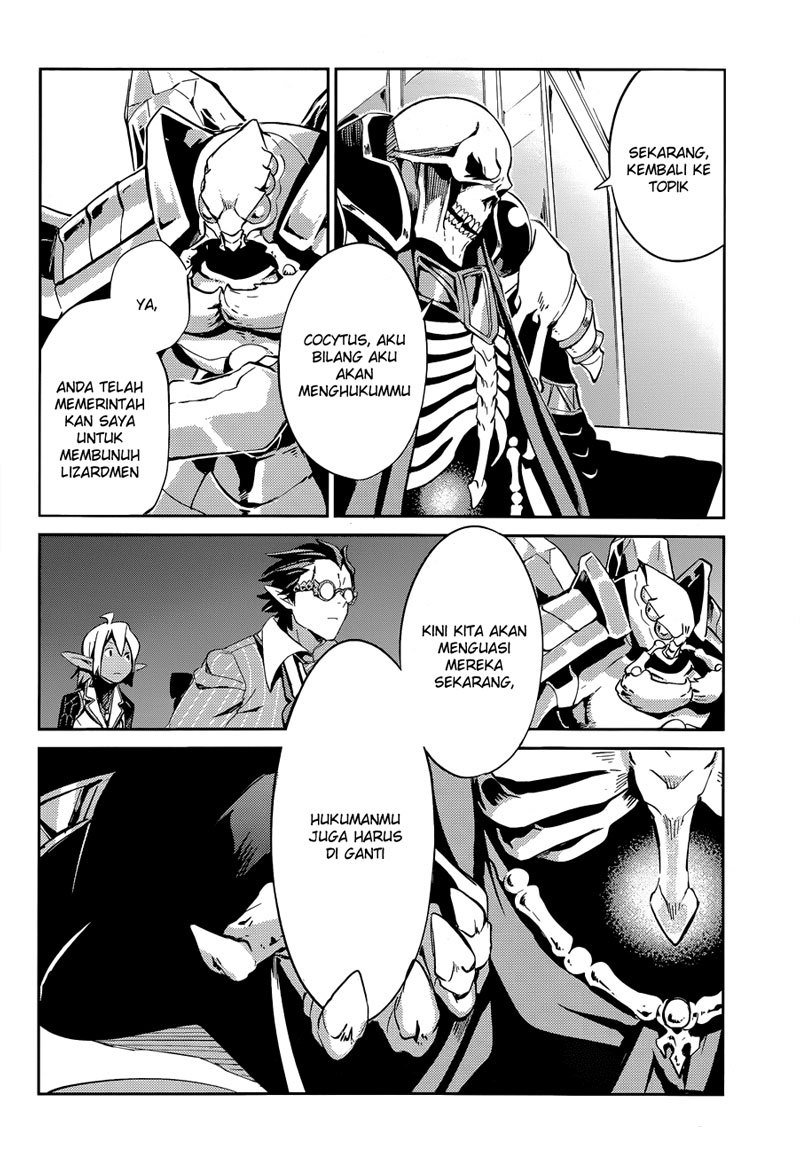 SEKARANG,
KEMBALI KE
TOPIK
COCYTUS, AKU
BILANG AKU
AKAN
MENGHUKUMMU
YA,
ANDA TELAH
MEMERINTAH
KAN SAYA
UNTUK
MEMBUNUH
LIZARDMEN
KINI KITA AKAN
MENGUASI
MEREKA
SEKARANG,
HUKUMANMU
JUGA HARUS
DI GANTI